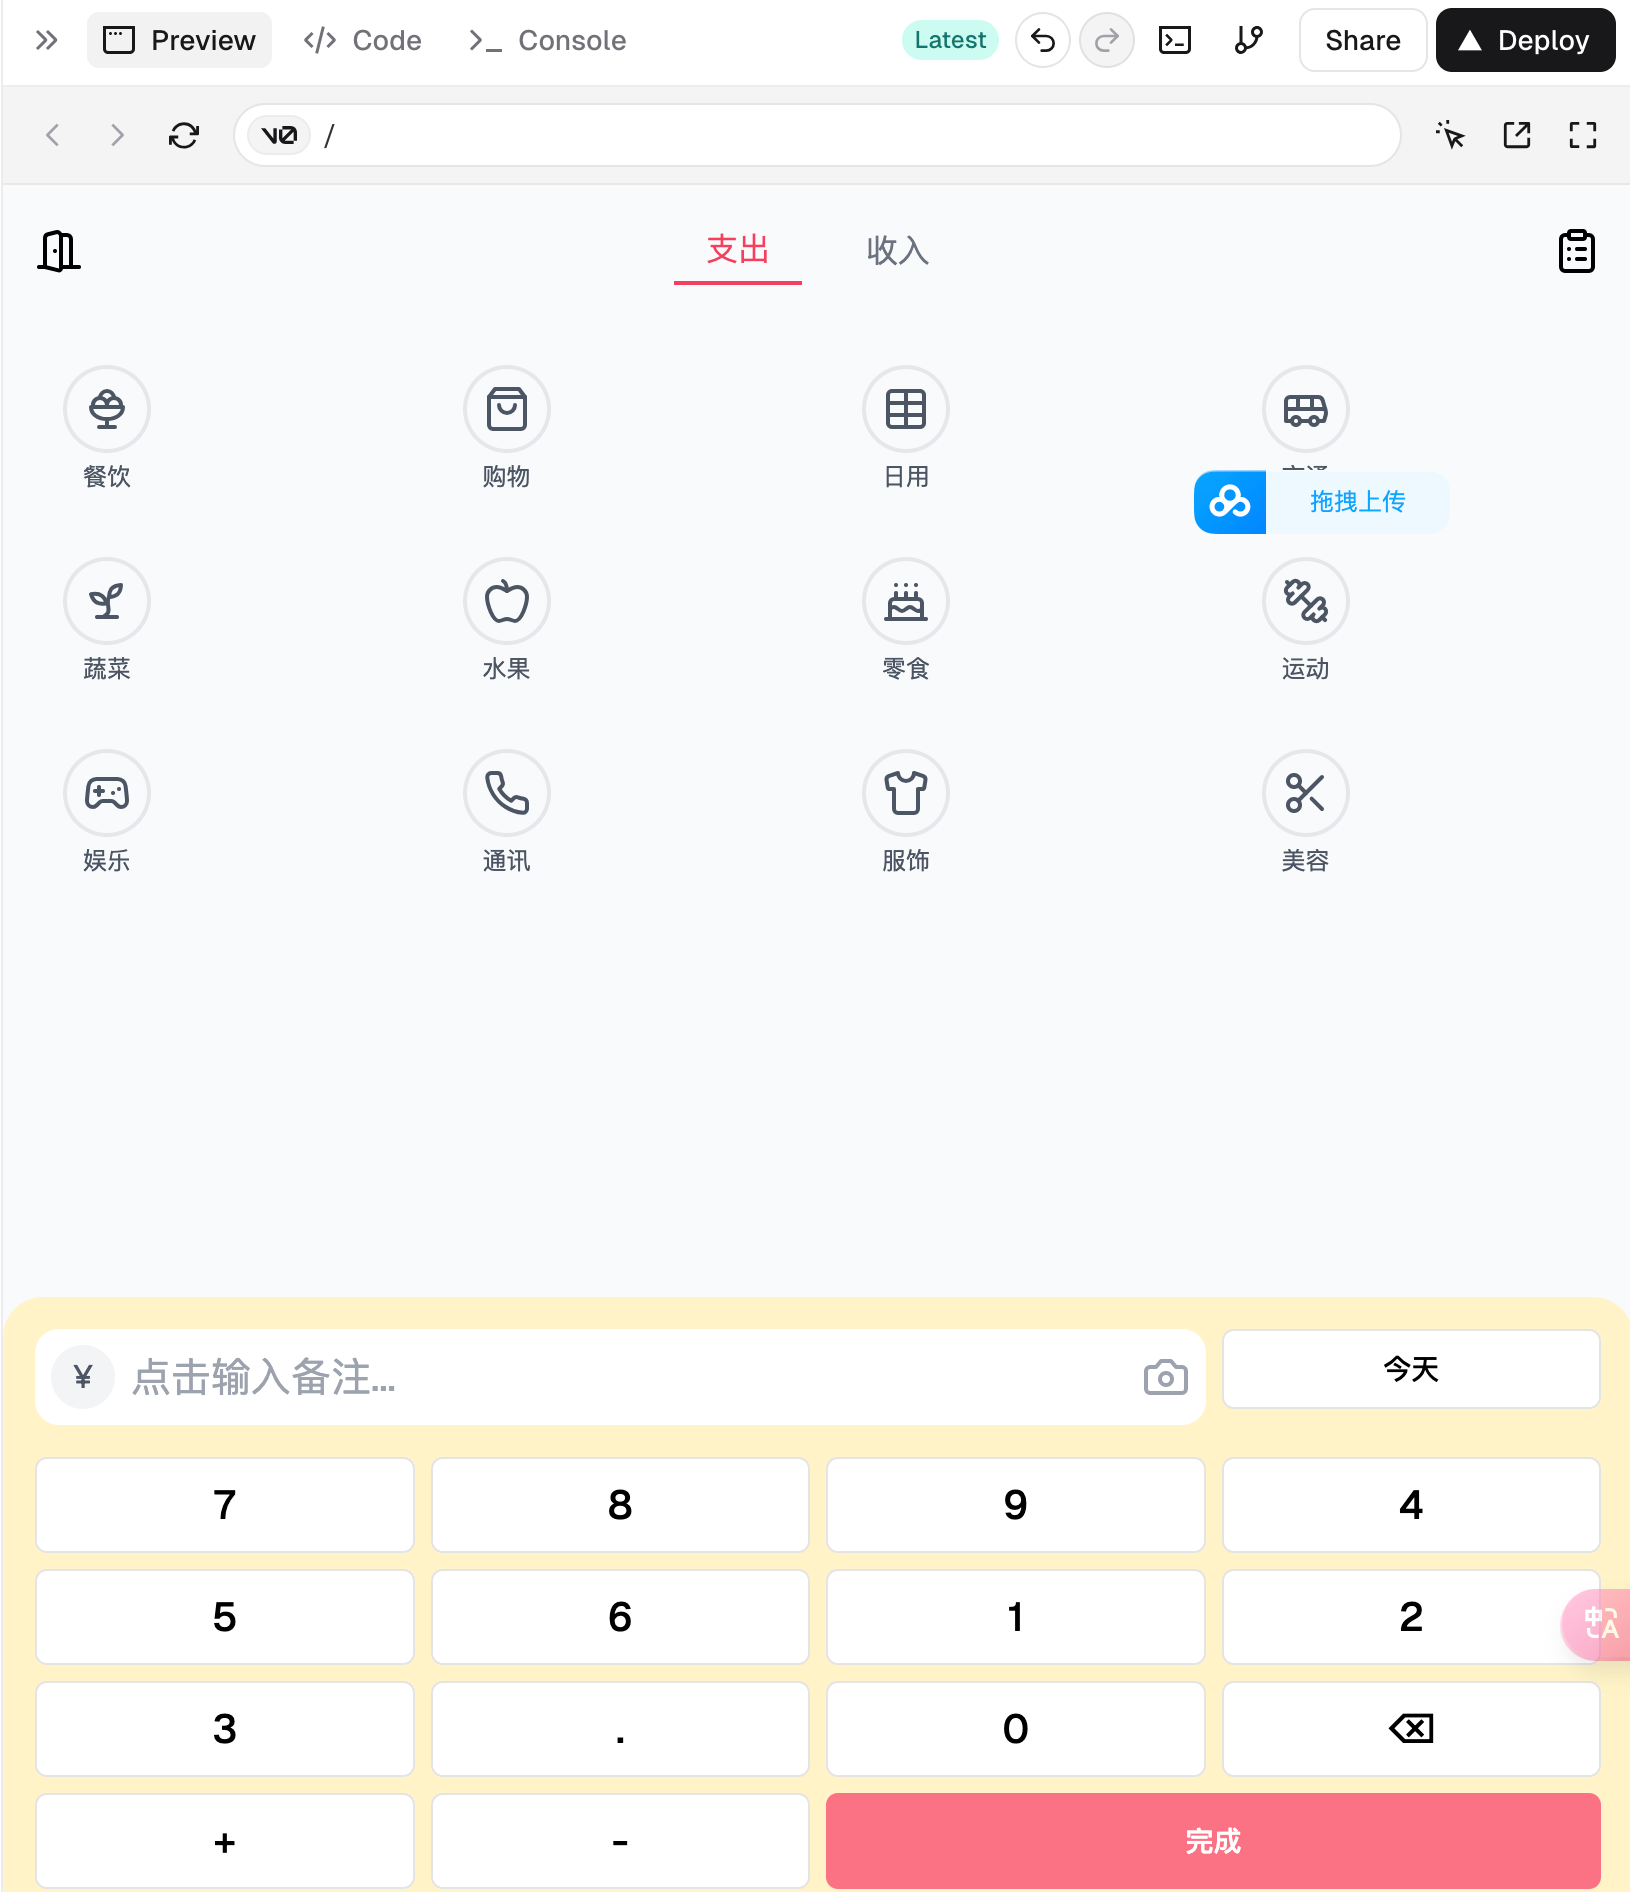 Preview
Code
Console
Latest
Share
Deploy
v0 /
支出
收入
餐饮
购物
日用
拖拽上传
蔬菜
水果
零食
运动
娱乐
通讯
服饰
美容
¥ 点击输入备注...
今天
7 8 9 4
5 6 1 2
中A
3 . 0
+ -
完成